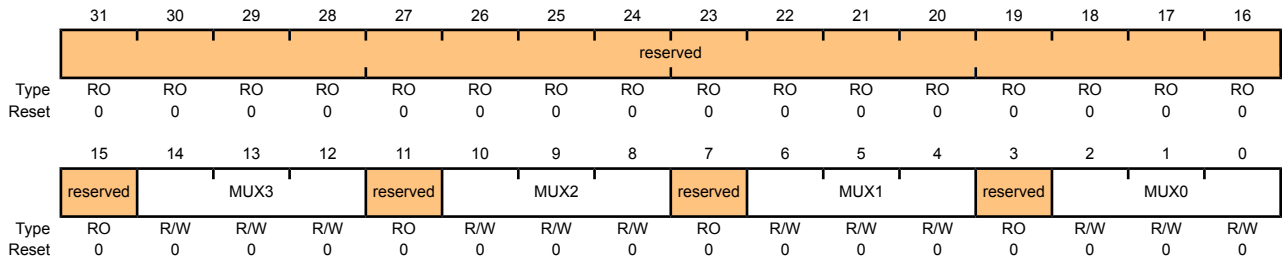 31 30 29 28 27 26 25 24 23 22 21 20 19 18 17 16
reserved
Type RO RO RO RO RO RO RO RO RO RO RO RO RO RO RO RO
Reset 0 0 0 0 0 0 0 0 0 0 0 0 0 0 0 0
15 14 13 12 11 10 9 8 7 6 5 4 3 2 1 0
reserved MUX3 reserved MUX2 reserved MUX1 reserved MUX0
Type RO R/W R/W R/W RO R/W R/W R/W RO R/W R/W R/W RO R/W R/W R/W
Reset 0 0 0 0 0 0 0 0 0 0 0 0 0 0 0 0